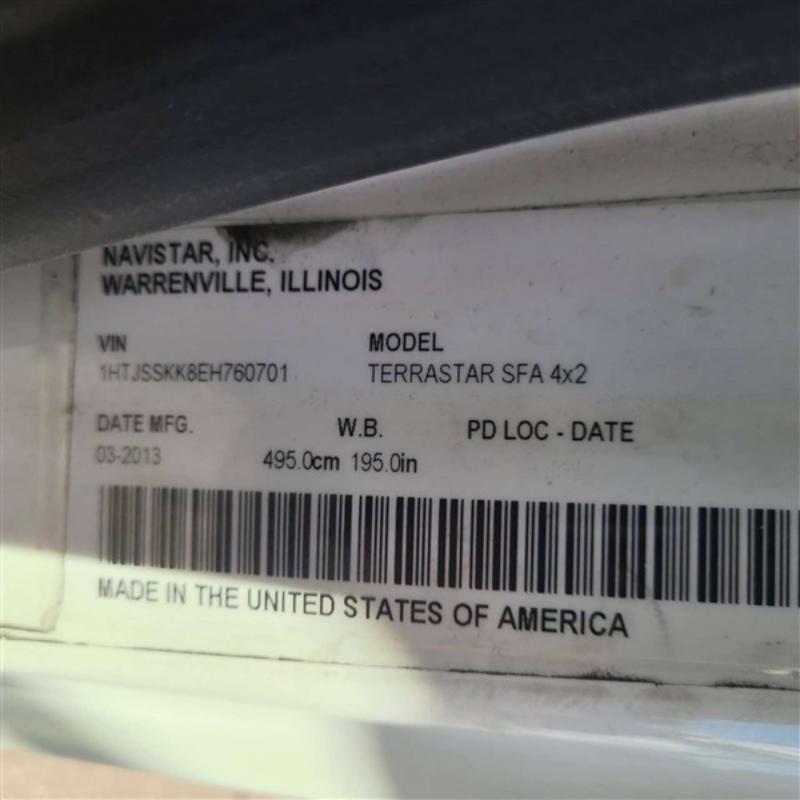 NAVISTAR, INC.
WARRENVILLE, ILLINOIS
VIN MODEL
1HTJSSKK8EH760701 TERRASTAR SFA 4x2
DATE MFG. W.B. PD LOC - DATE
03-2013 495.0cm 195.0in
MADE IN THE UNITED STATES OF AMERICA